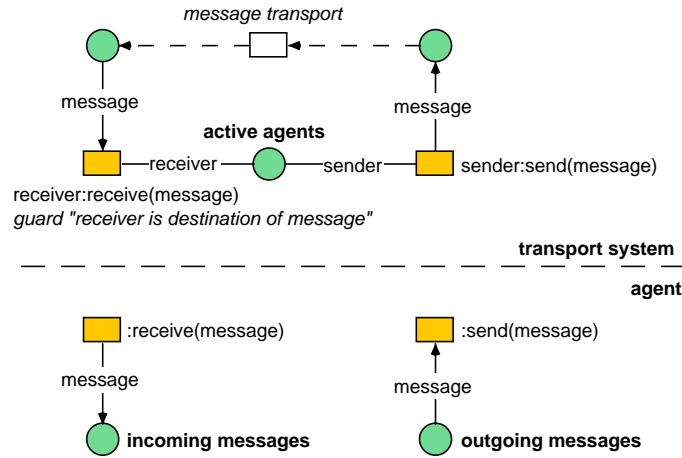 message transport
message
message
active agents
receiver
sender
sender:send(message)
receiver:receive(message)
guard "receiver is destination of message"
transport system
agent
:receive(message)
:send(message)
message
message
incoming messages
outgoing messages